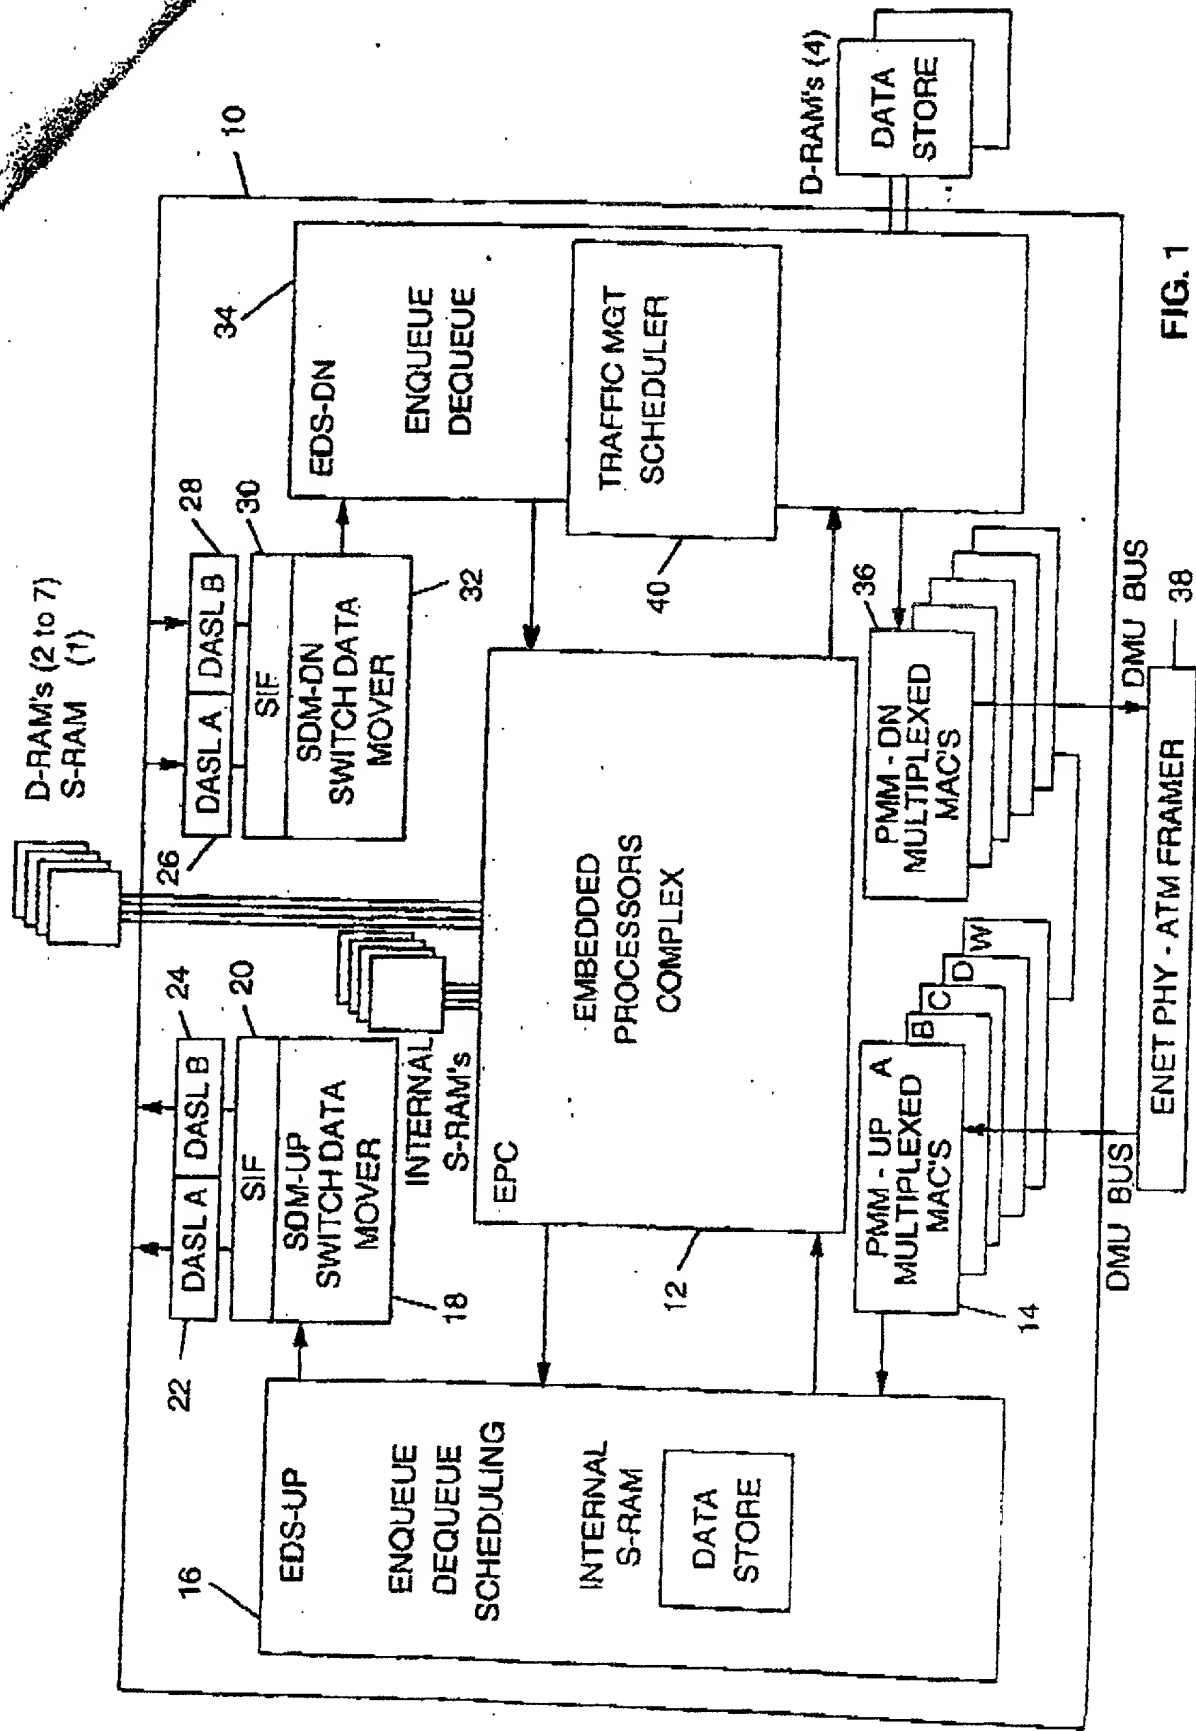 D-RAM's (2 to 7)
S-RAM (1)
10
22
DASL A
DASL B
24
26
DASL A
DASL B
28
SIF
20
SIF
30
SDM-UP
SWITCH DATA
MOVER
18
SDM-DN
SWITCH DATA
MOVER
32
INTERNAL
S-RAM's
16
EDS-UP
ENQUEUE
DEQUEUE
SCHEDULING
INTERNAL
S-RAM
DATA
STORE
EPC
EMBEDDED
PROCESSORS
COMPLEX
12
34
EDS-DN
ENQUEUE
DEQUEUE
TRAFFIC MGT
SCHEDULER
40
D-RAM's (4)
DATA
STORE
PMM - UP A
MULTIPLEXED
MAC'S
B
C
D
W
14
36
PMM - DN
MULTIPLEXED
MAC'S
DMU BUS
DMU BUS
ENET PHY - ATM FRAMER
38
FIG. 1